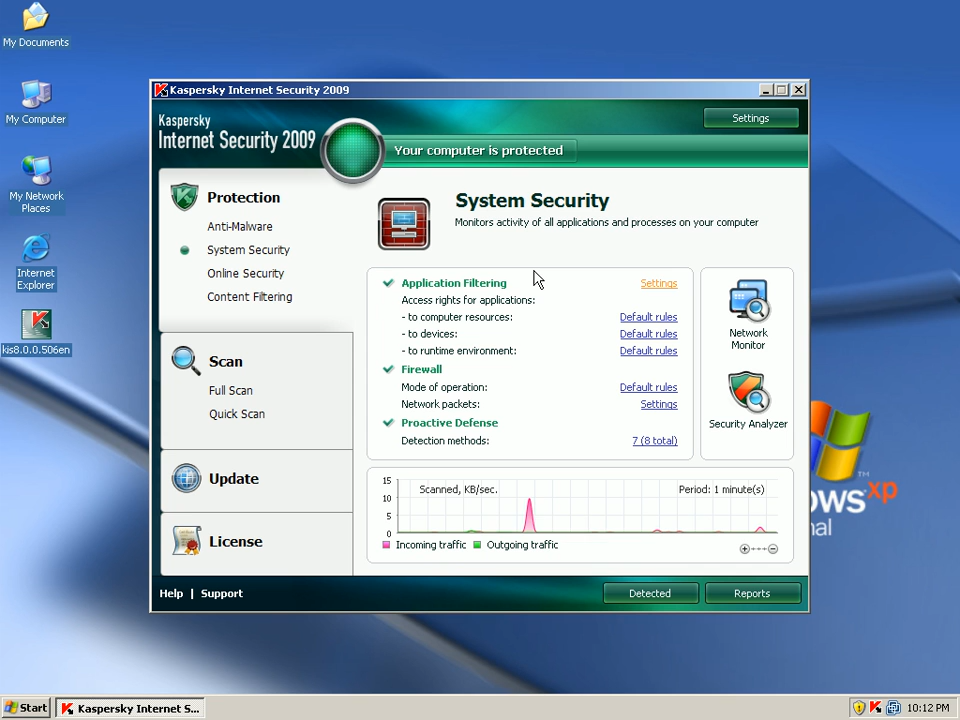 My Documents
My Computer
My Network
Places
Internet
Explorer
kis8.0.0.506en
Kaspersky Internet Security 2009
Kaspersky
Internet Security 2009
Settings
Your computer is protected
Protection
Anti-Malware
System Security
Online Security
Content Filtering
Scan
Full Scan
Quick Scan
Update
License
System Security
Monitors activity of all applications and processes on your computer
Application Filtering Settings
Access rights for applications:
- to computer resources: Default rules
- to devices: Default rules
- to runtime environment: Default rules
Firewall
Mode of operation: Default rules
Network packets: Settings
Proactive Defense
Detection methods: 7 (8 total)
Network
Monitor
Security Analyzer
15
10
5
0
Scanned, KB/sec. Period: 1 minute(s)
Incoming traffic Outgoing traffic
Help | Support
Detected
Reports
Start
Kaspersky Internet S...
10:12 PM